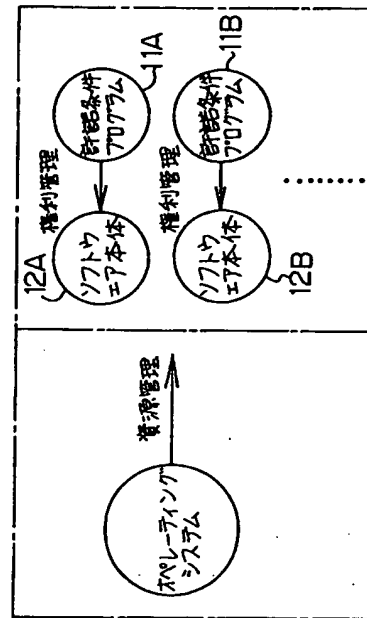 オペレーティング
システム
資源管理
12A
ソフトウ
ェア本体
権利管理
許諾条件
プログラム
11A
12B
ソフトウ
ェア本体
権利管理
許諾条件
プログラム
11B